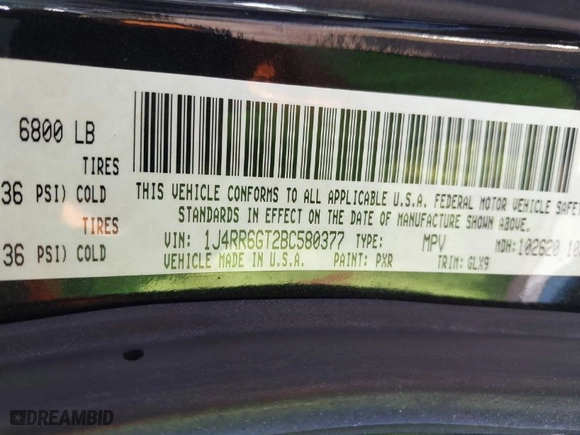 6800 LB
TIRES
36 PSI) COLD
TIRES
36 PSI) COLD
THIS VEHICLE CONFORMS TO ALL APPLICABLE U.S.A. FEDERAL MOTOR VEHICLE SAFE
STANDARDS IN EFFECT ON THE DATE OF MANUFACTURE SHOWN ABOVE.
VIN: 1J4RR6GT2BC580377 TYPE: MPV MDH: 102620 10
VEHICLE MADE IN U.S.A. PAINT: PXR TRIM: GLX9
DREAMBID